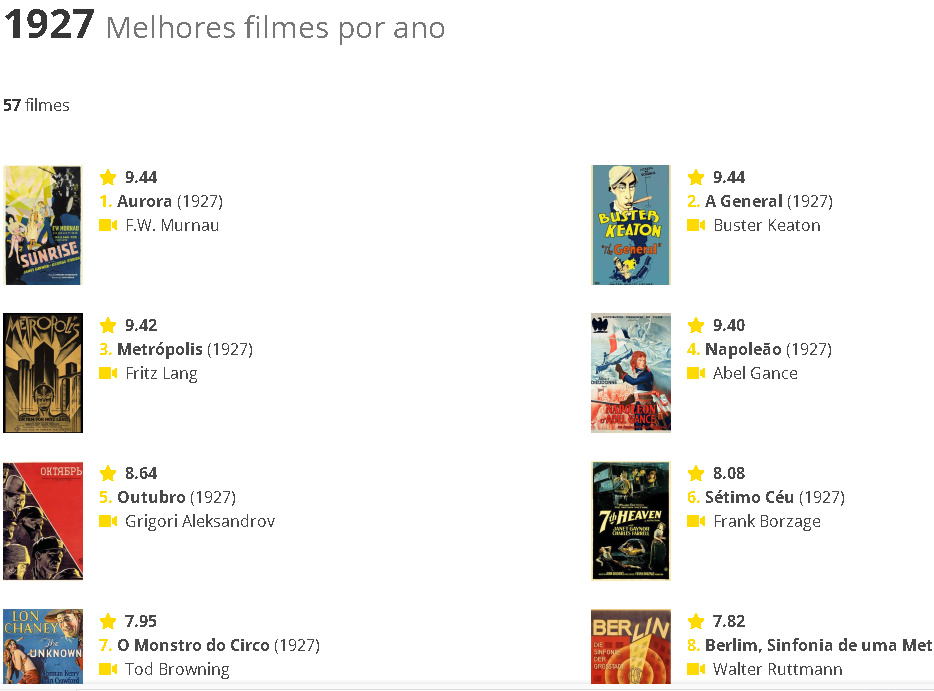 1927 Melhores filmes por ano
57 filmes
9.44
1. Aurora (1927)
F.W. Murnau
SUNRISE
9.44
2. A General (1927)
Buster Keaton
BUSTER
KEATON
"The General"
9.42
3. Metrópolis (1927)
Fritz Lang
METROPOLIS
9.40
4. Napoleão (1927)
Abel Gance
NAPOLEON
ABEL GANCE
8.64
5. Outubro (1927)
Grigori Aleksandrov
ОКТЯБРЬ
8.08
6. Sétimo Céu (1927)
Frank Borzage
7th HEAVEN
JANET GAYNOR
CHARLES FARRELL
7.95
7. O Monstro do Circo (1927)
Tod Browning
LON
CHANEY
The
UNKNOWN
Norman Kerry
Joan Crawford
7.82
8. Berlim, Sinfonia de uma Met
Walter Ruttmann
BERLIN
DIE
SINFONIE
DER
GROSSTADT